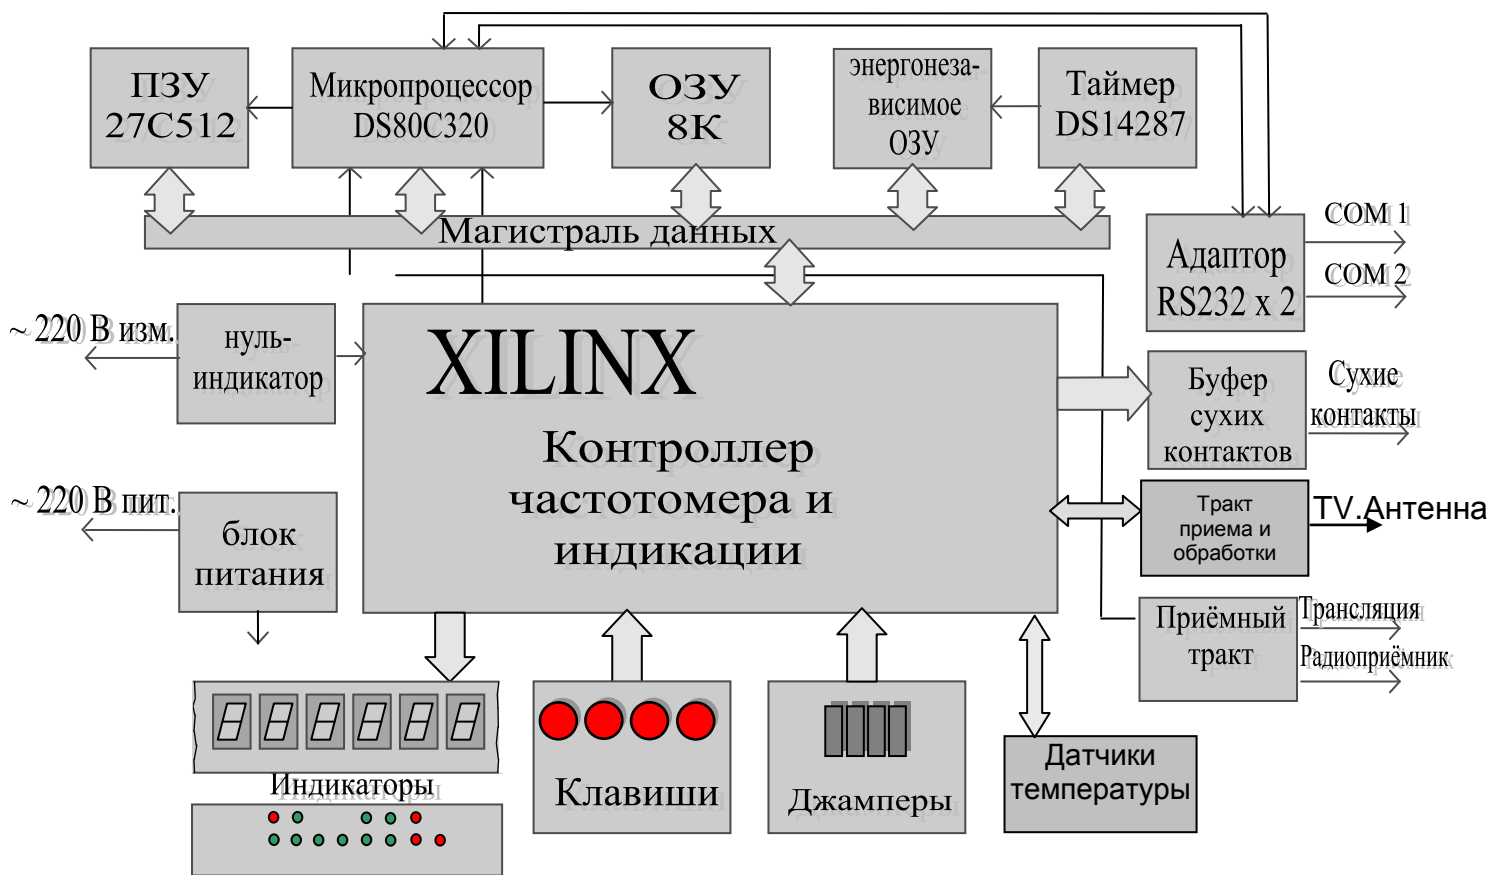 ПЗУ
27С512
Микропроцессор
DS80C320
ОЗУ
8К
энергонеза-
висимое
ОЗУ
Таймер
DS14287
Магистраль данных
Адаптор
RS232 x 2
COM 1
COM 2
~ 220 В изм.
нуль-
индикатор
XILINX
Контроллер
частотомера и
индикации
Буфер
сухих
контактов
Сухие
контакты
~ 220 В пит.
блок
питания
Тракт
приема и
обработки
TV.Антенна
Приёмный
тракт
Трансляция
Радиоприёмник
Индикаторы
Клавиши
Джамперы
Датчики
температуры